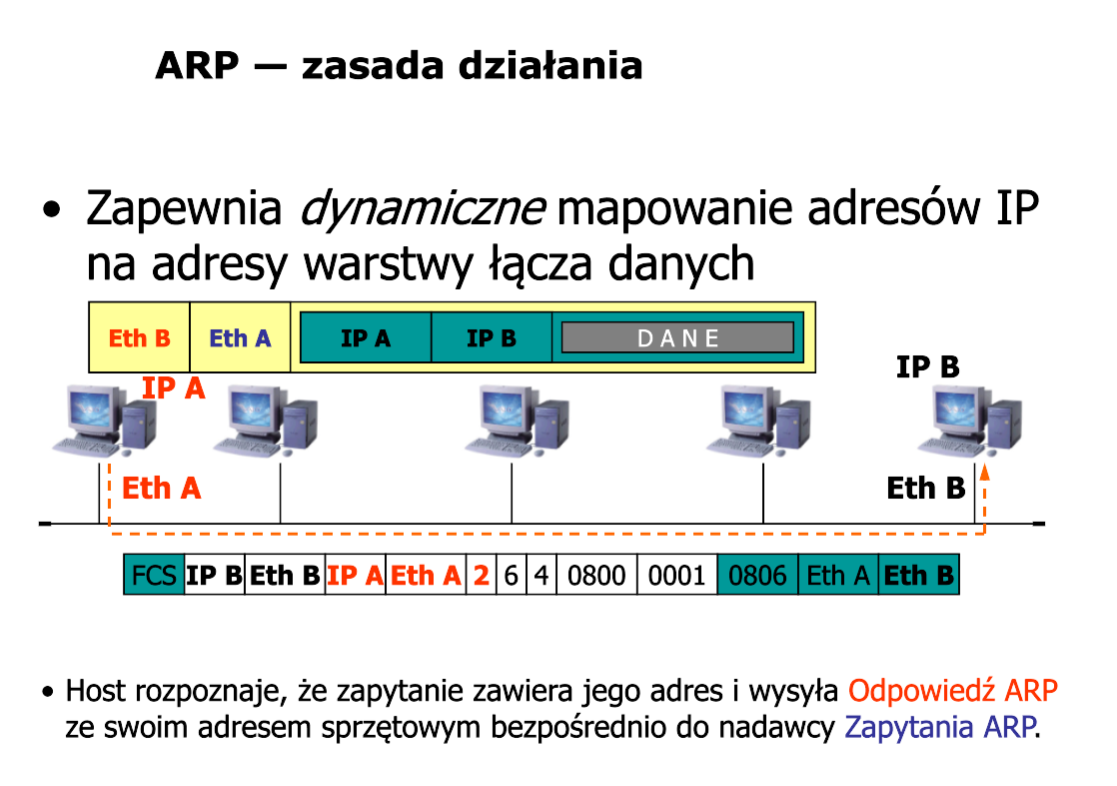 ARP — zasada działania
• Zapewnia dynamiczne mapowanie adresów IP
na adresy warstwy łącza danych
Eth B Eth A IP A IP B D A N E
IP A
IP B
Eth A
Eth B
FCS IP B Eth B IP A Eth A 2 6 4 0800 0001 0806 Eth A Eth B
• Host rozpoznaje, że zapytanie zawiera jego adres i wysyła Odpowiedź ARP
ze swoim adresem sprzętowym bezpośrednio do nadawcy Zapytania ARP.